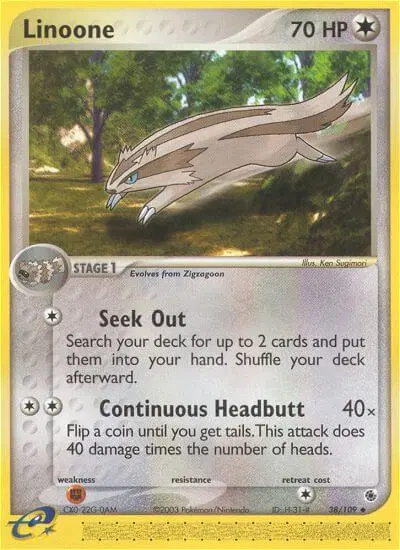 Linoone 70 HP
Illus. Ken Sugimori
STAGE 1
Evolves from Zigzagoon
Seek Out
Search your deck for up to 2 cards and put
them into your hand. Shuffle your deck
afterward.
Continuous Headbutt 40×
Flip a coin until you get tails. This attack does
40 damage times the number of heads.
weakness resistance retreat cost
©2003 Pokémon/Nintendo ID: H-31-# 38/109
e